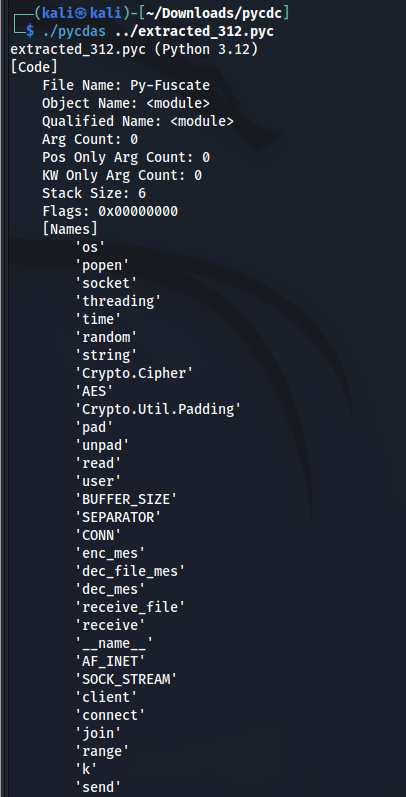 ┌──(kali㉿kali)-[~/Downloads/pycdc]
└─$ ./pycdas ../extracted_312.pyc
extracted_312.pyc (Python 3.12)
[Code]
    File Name: Py-Fuscate
    Object Name: <module>
    Qualified Name: <module>
    Arg Count: 0
    Pos Only Arg Count: 0
    KW Only Arg Count: 0
    Stack Size: 6
    Flags: 0x00000000
    [Names]
        'os'
        'popen'
        'socket'
        'threading'
        'time'
        'random'
        'string'
        'Crypto.Cipher'
        'AES'
        'Crypto.Util.Padding'
        'pad'
        'unpad'
        'read'
        'user'
        'BUFFER_SIZE'
        'SEPARATOR'
        'CONN'
        'enc_mes'
        'dec_file_mes'
        'dec_mes'
        'receive_file'
        'receive'
        '__name__'
        'AF_INET'
        'SOCK_STREAM'
        'client'
        'connect'
        'join'
        'range'
        'k'
        'send'